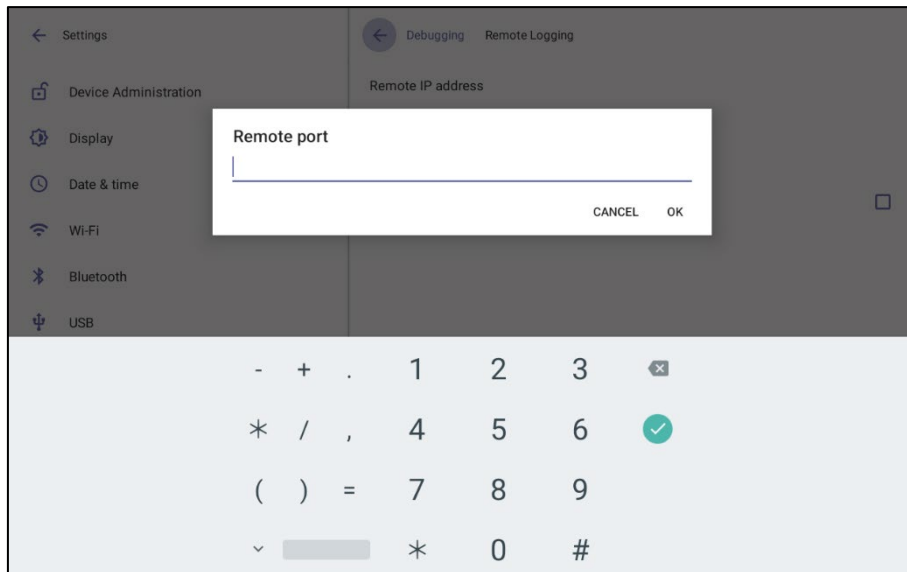 Settings
Debugging Remote Logging
Device Administration
Remote IP address
Display
Remote port
Date & time
CANCEL OK
Wi-Fi
Bluetooth
USB
- + . 1 2 3
* / , 4 5 6
( ) = 7 8 9
* 0 #